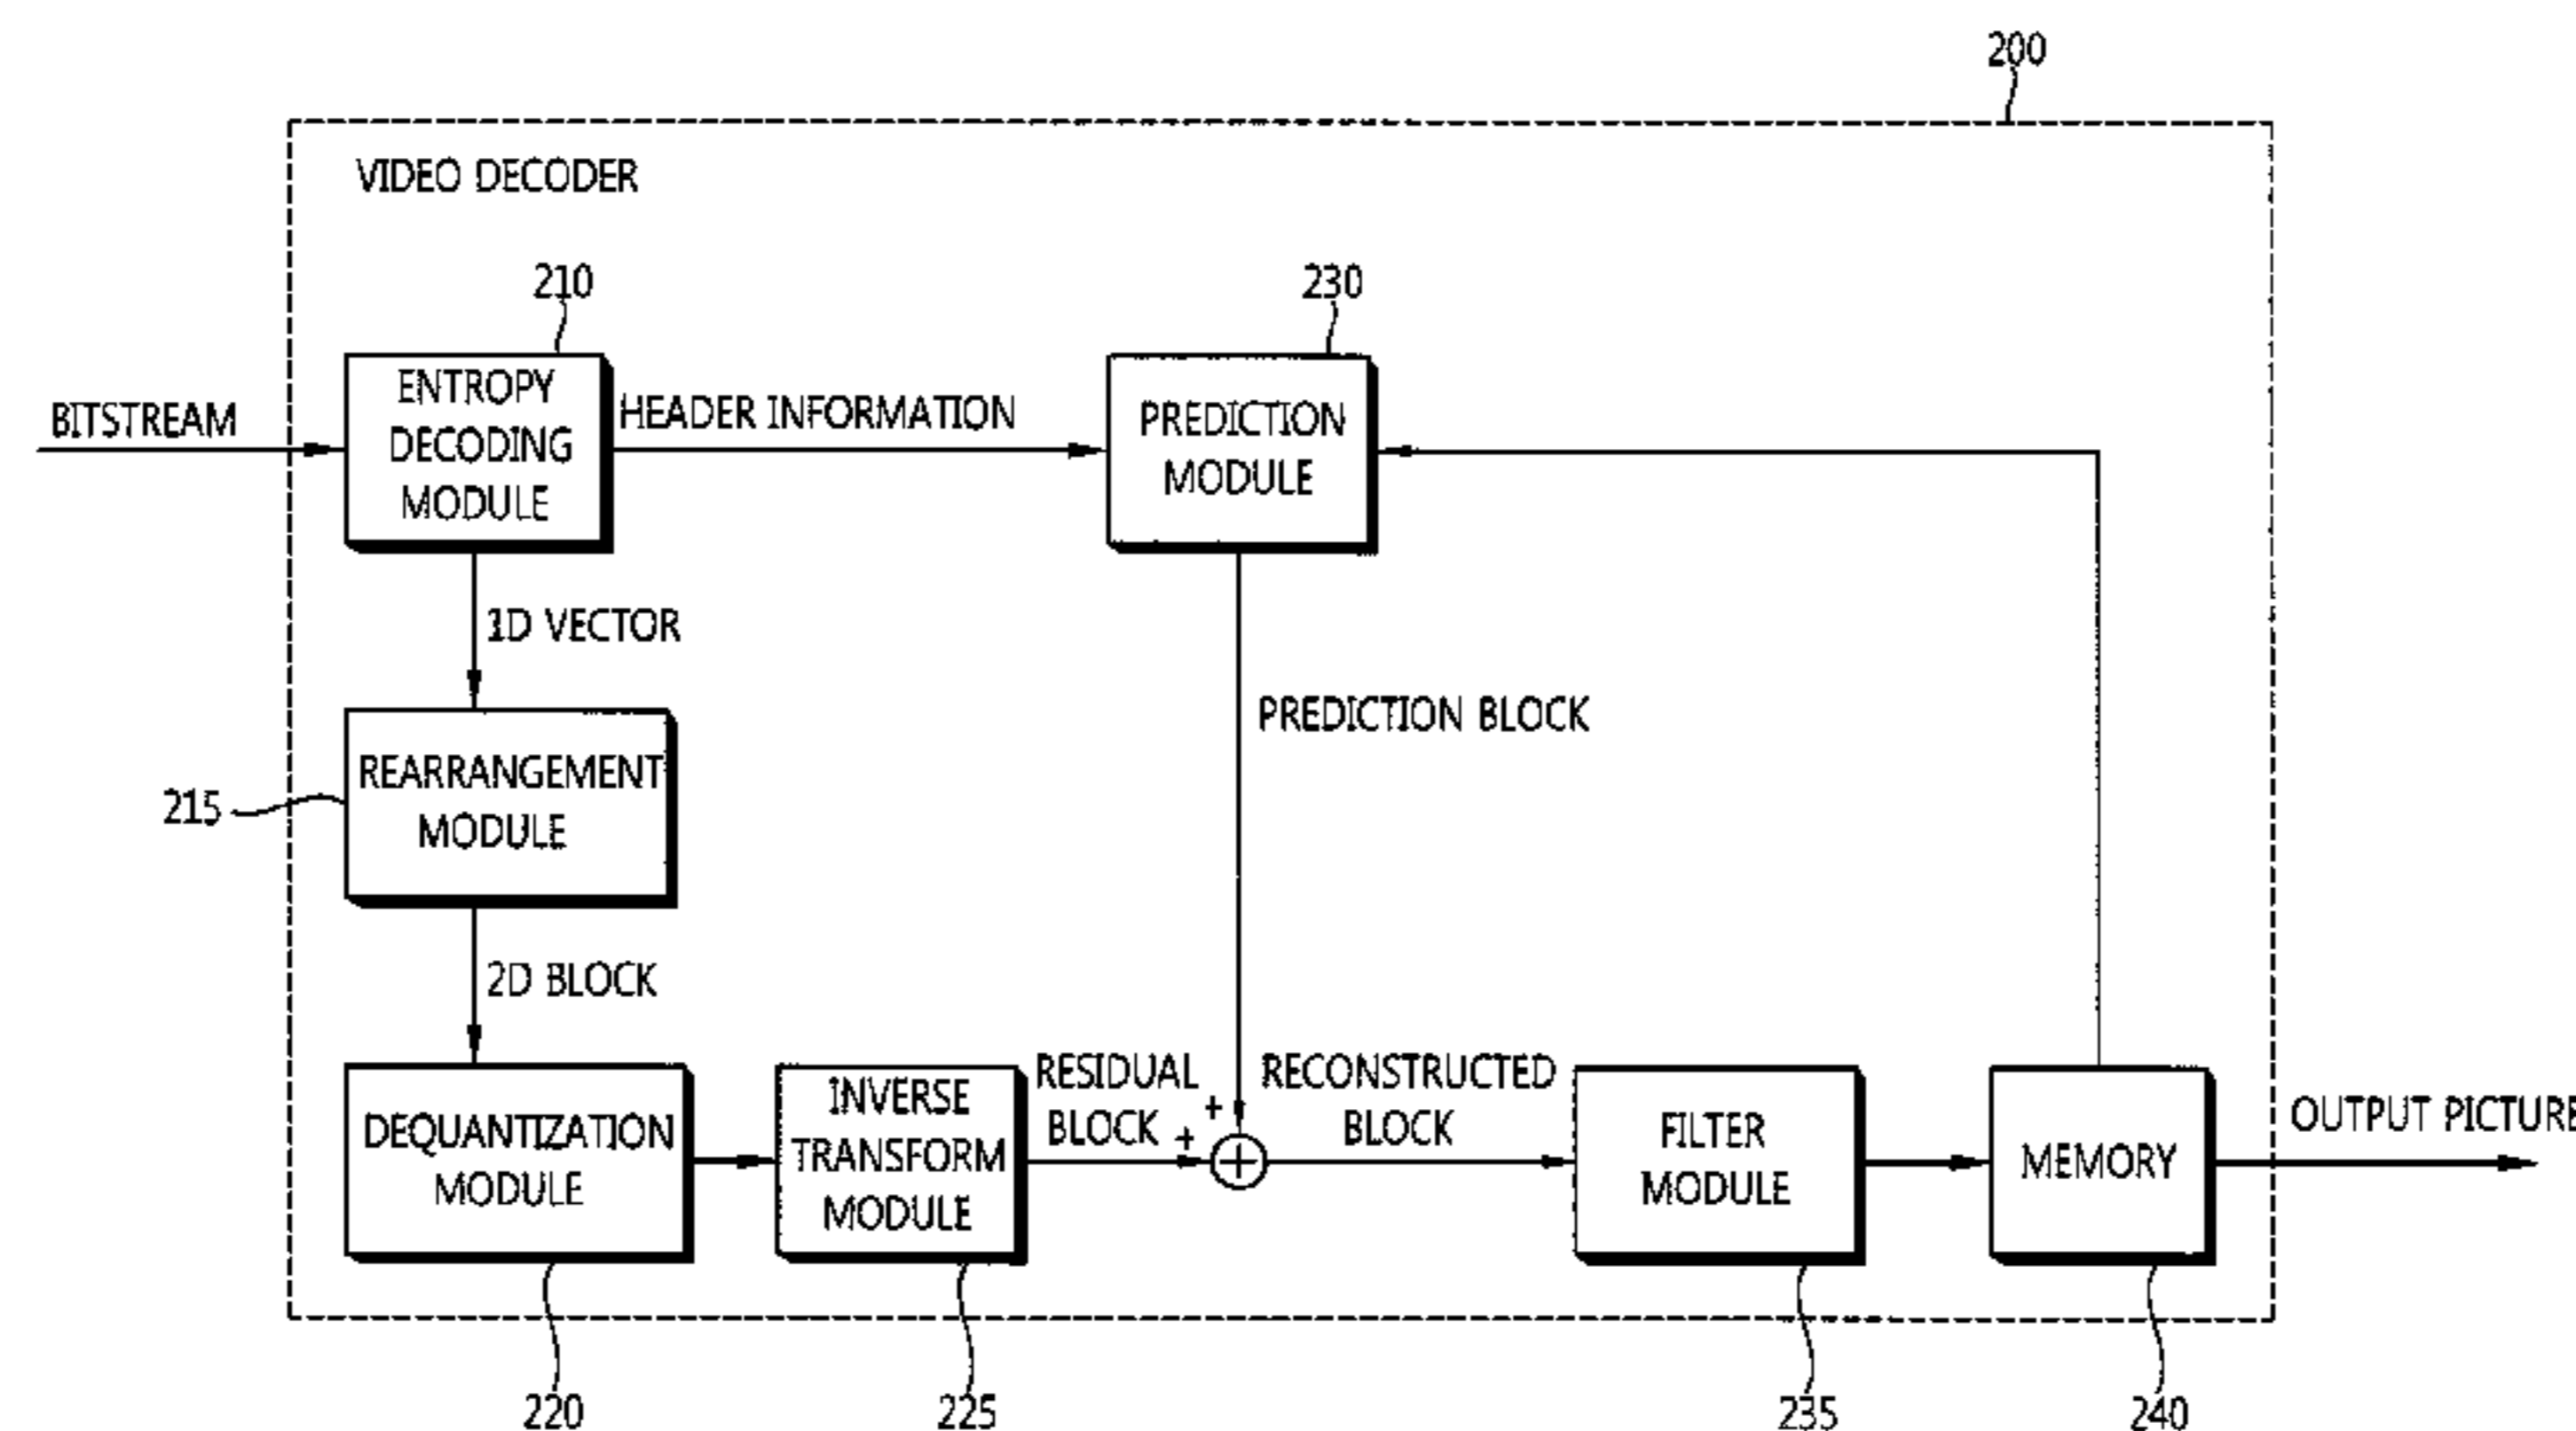 200
VIDEO DECODER
210
230
BITSTREAM
ENTROPY
DECODING
MODULE
HEADER INFORMATION
PREDICTION
MODULE
1D VECTOR
PREDICTION BLOCK
215
REARRANGEMENT
MODULE
2D BLOCK
DEQUANTIZATION
MODULE
INVERSE
TRANSFORM
MODULE
RESIDUAL
BLOCK
+
+
+
RECONSTRUCTED
BLOCK
FILTER
MODULE
MEMORY
OUTPUT PICTURE
220
225
235
240